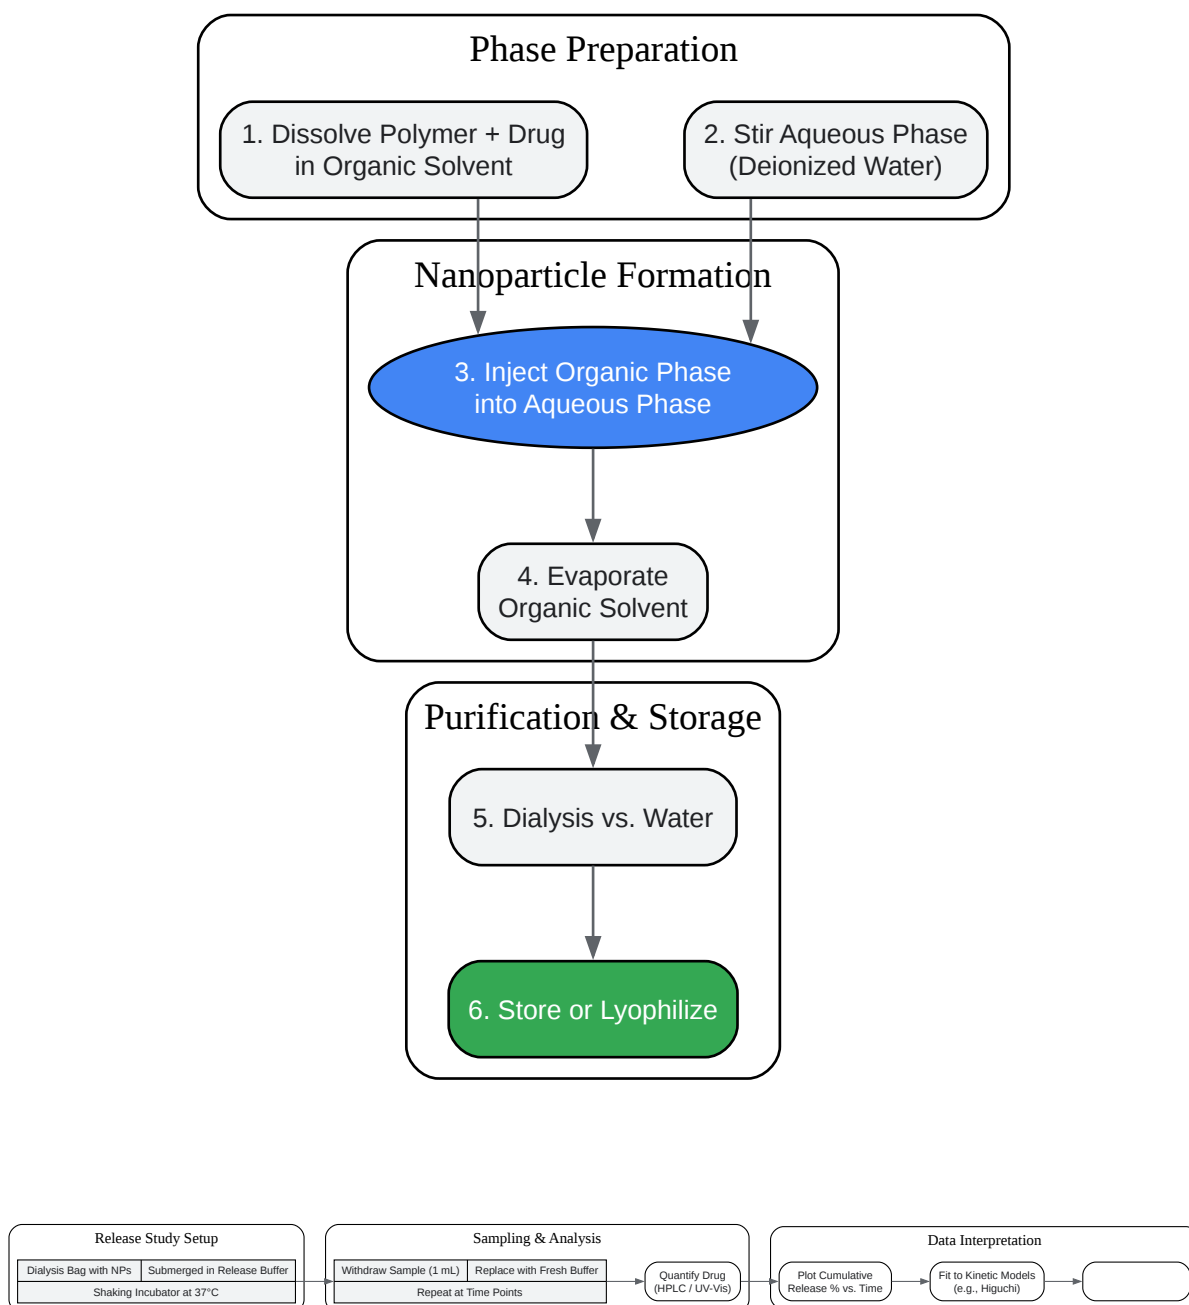 Phase Preparation
1. Dissolve Polymer + Drug
in Organic Solvent
2. Stir Aqueous Phase
(Deionized Water)
Nanoparticle Formation
3. Inject Organic Phase
into Aqueous Phase
4. Evaporate
Organic Solvent
Purification & Storage
5. Dialysis vs. Water
6. Store or Lyophilize
Release Study Setup
Dialysis Bag with NPs
Submerged in Release Buffer
Shaking Incubator at 37°C
Sampling & Analysis
Withdraw Sample (1 mL)
Replace with Fresh Buffer
Repeat at Time Points
Quantify Drug
(HPLC / UV-Vis)
Data Interpretation
Plot Cumulative
Release % vs. Time
Fit to Kinetic Models
(e.g., Higuchi)